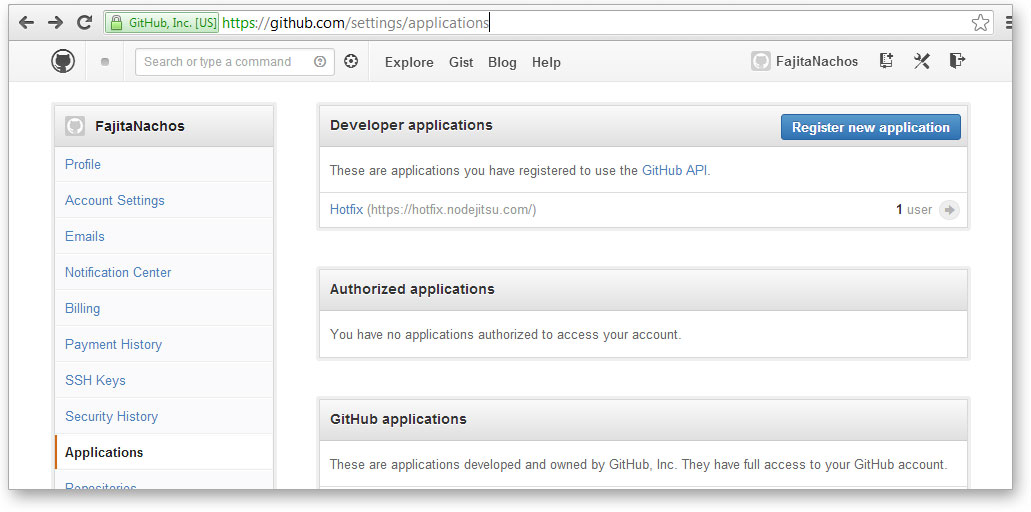 GitHub, Inc. [US] https://github.com/settings/applications
Search or type a command
Explore Gist Blog Help
FajitaNachos
FajitaNachos
Profile
Account Settings
Emails
Notification Center
Billing
Payment History
SSH Keys
Security History
Applications
Repositories
Developer applications
Register new application
These are applications you have registered to use the GitHub API.
Hotfix (https://hotfix.nodejitsu.com/) 1 user
Authorized applications
You have no applications authorized to access your account.
GitHub applications
These are applications developed and owned by GitHub, Inc. They have full access to your GitHub account.